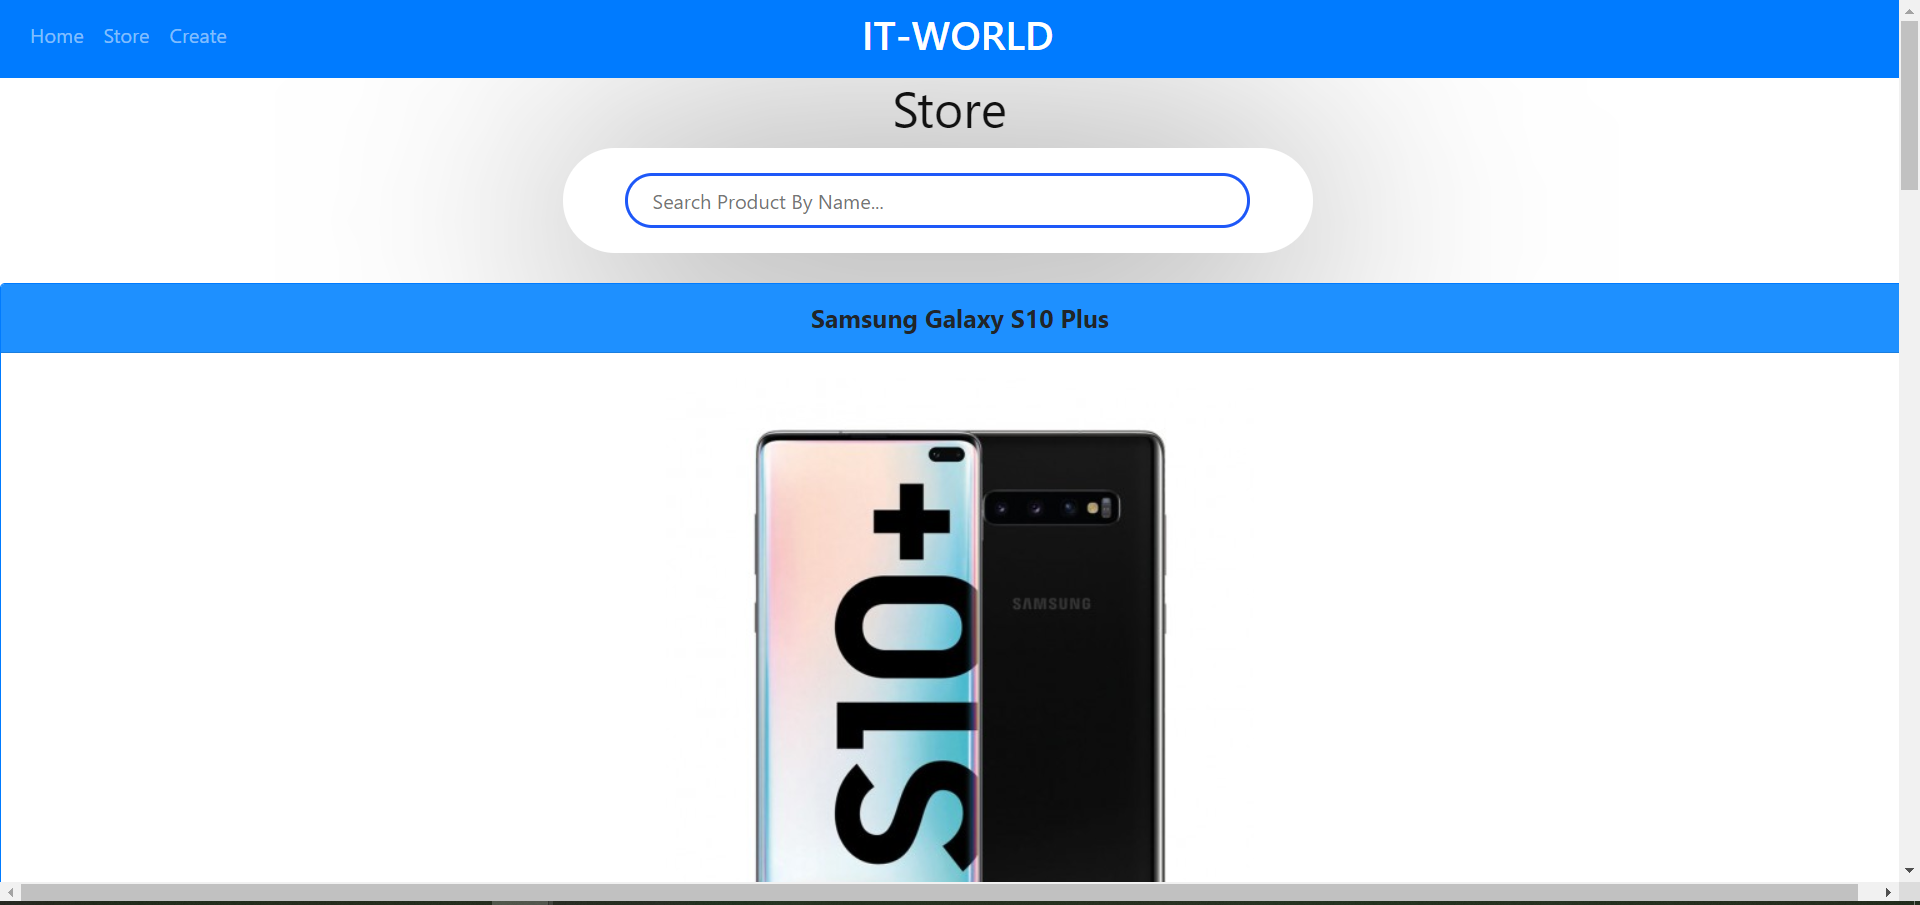 Home Store Create
IT-WORLD
Store
Search Product By Name...
Samsung Galaxy S10 Plus
S10+
SAMSUNG